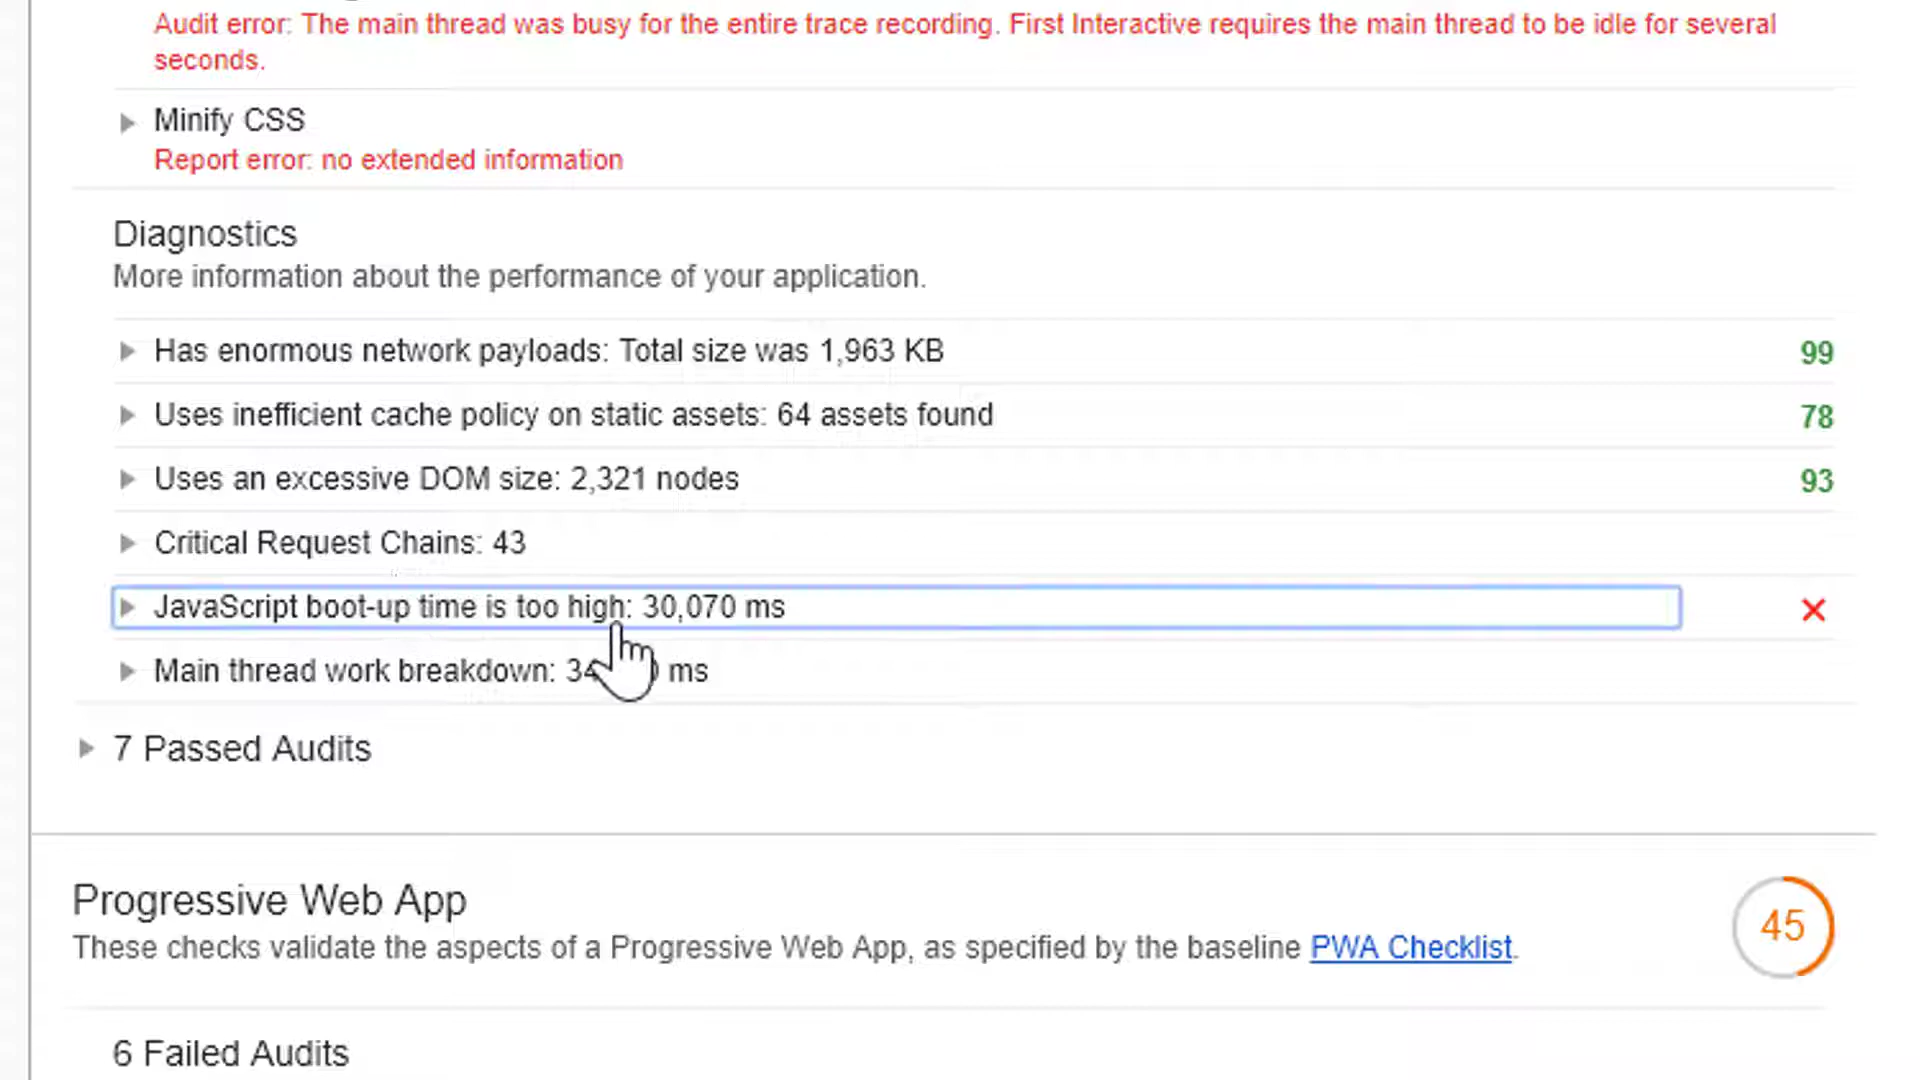 Audit error: The main thread was busy for the entire trace recording. First Interactive requires the main thread to be idle for several
seconds.
Minify CSS
Report error: no extended information
Diagnostics
More information about the performance of your application.
Has enormous network payloads: Total size was 1,963 KB 99
Uses inefficient cache policy on static assets: 64 assets found 78
Uses an excessive DOM size: 2,321 nodes 93
Critical Request Chains: 43
JavaScript boot-up time is too high: 30,070 ms
Main thread work breakdown: ms
7 Passed Audits
Progressive Web App
45
These checks validate the aspects of a Progressive Web App, as specified by the baseline PWA Checklist.
6 Failed Audits